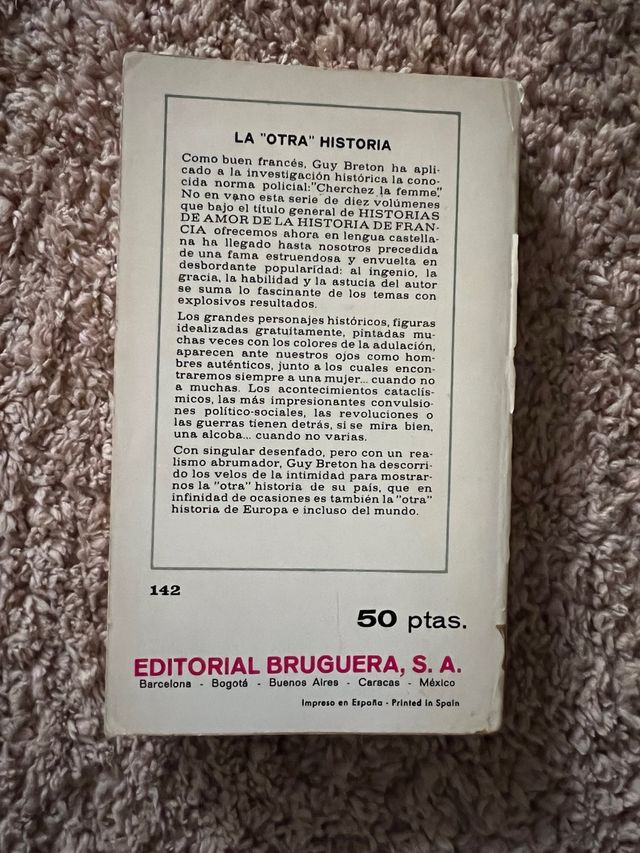 LA "OTRA" HISTORIA
Como buen francés, Guy Breton ha apli-
cado a la investigación histórica la cono-
cida norma policial:"Cherchez la femme."
No en vano esta serie de diez volúmenes
que bajo el título general de HISTORIAS
DE AMOR DE LA HISTORIA DE FRAN-
CIA ofrecemos ahora en lengua castella-
na ha llegado hasta nosotros precedida
de una fama estruendosa y envuelta en
desbordante popularidad: al ingenio, la
gracia, la habilidad y la astucia del autor
se suma lo fascinante de los temas con
explosivos resultados.
Los grandes personajes históricos, figuras
idealizadas gratuitamente, pintadas mu-
chas veces con los colores de la adulación,
aparecen ante nuestros ojos como hom-
bres auténticos, junto a los cuales encon-
traremos siempre a una mujer... cuando no
a muchas. Los acontecimientos cataclís-
micos, las más impresionantes convulsio-
nes político-sociales, las revoluciones o
las guerras tienen detrás, si se mira bien,
una alcoba... cuando no varias.
Con singular desenfado, pero con un rea-
lismo abrumador, Guy Breton ha descorri-
do los velos de la intimidad para mostrar-
nos la "otra" historia de su país, que en
infinidad de ocasiones es también la "otra"
historia de Europa e incluso del mundo.
142
50 ptas.
EDITORIAL BRUGUERA, S. A.
Barcelona - Bogotá - Buenos Aires - Caracas - México
Impreso en España - Printed in Spain